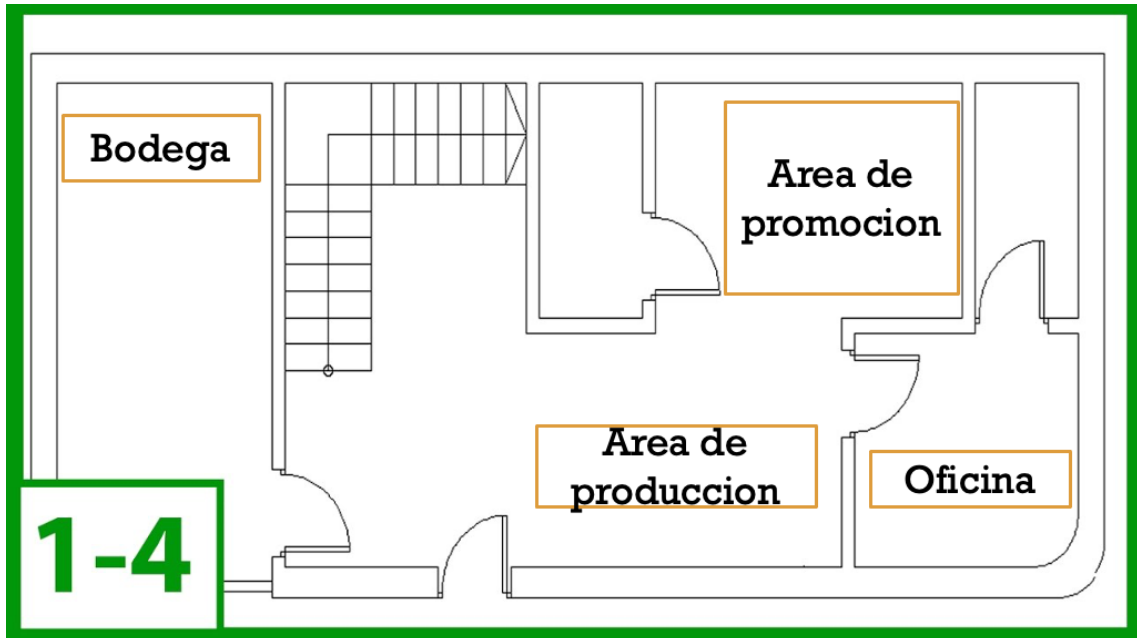 Bodega
Area de
promocion
Area de
produccion
Oficina
1-4